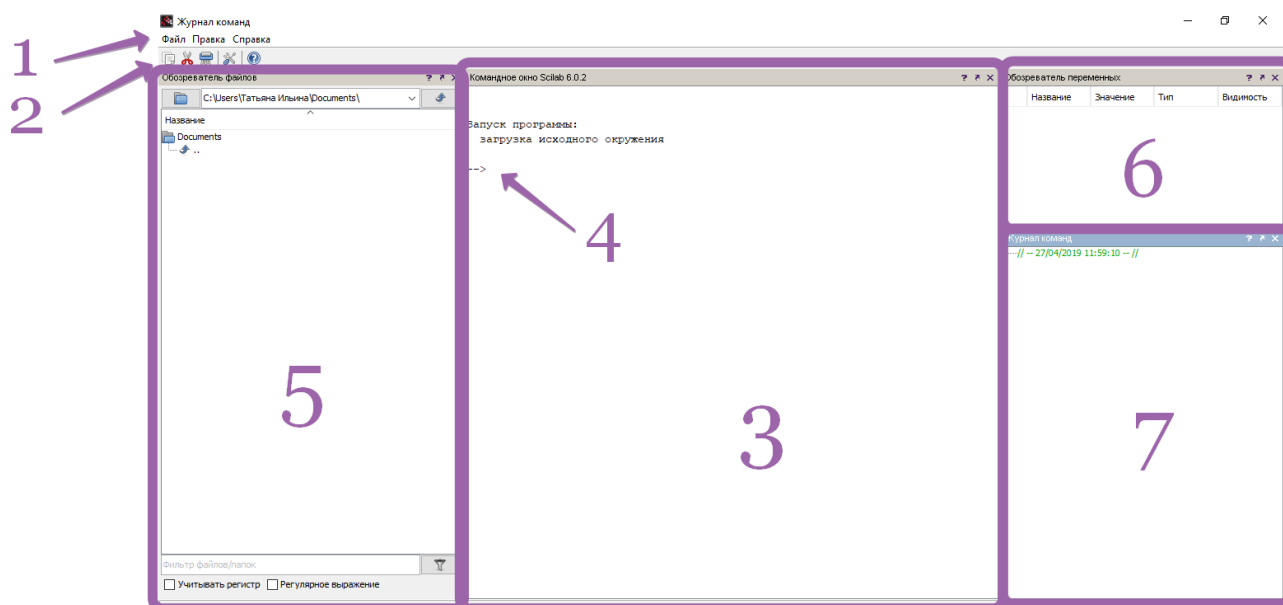 Журнал команд
1
Файл Правка Справка
2
Обозреватель файлов
C:\Users\Татьяна Ильина\Documents\
Название
Documents
..
5
Фильтр файлов/папок
Учитывать регистр Регулярное выражение
Командное окно Scilab 6.0.2
Запуск программы:
загрузка исходного окружения
-->
4
3
Обозреватель переменных
Название Значение Тип Видимость
6
Журнал команд
// -- 27/04/2019 11:59:10 -- //
7